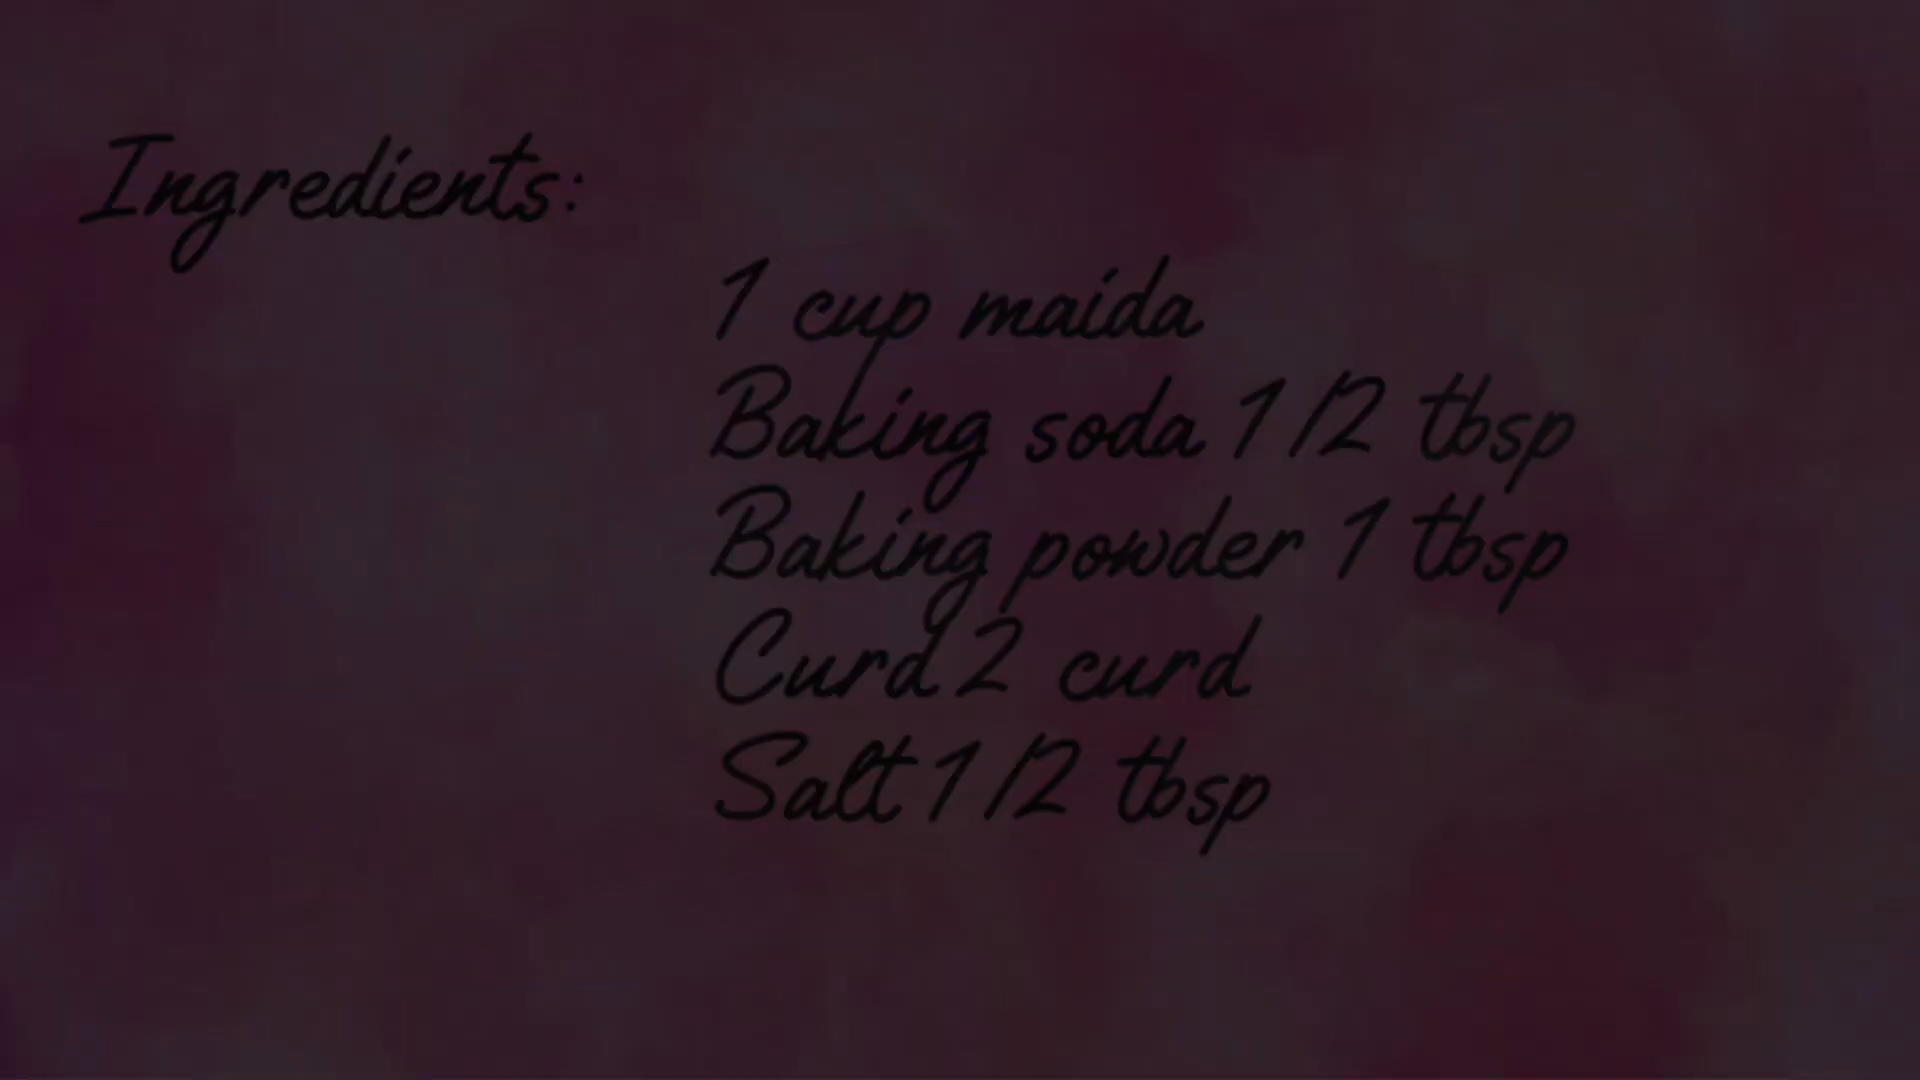 Ingredients:
1 cup maida
Baking soda 1/2 tbsp
Baking powder 1 tbsp
Curd 2 curd
Salt 1/2 tbsp